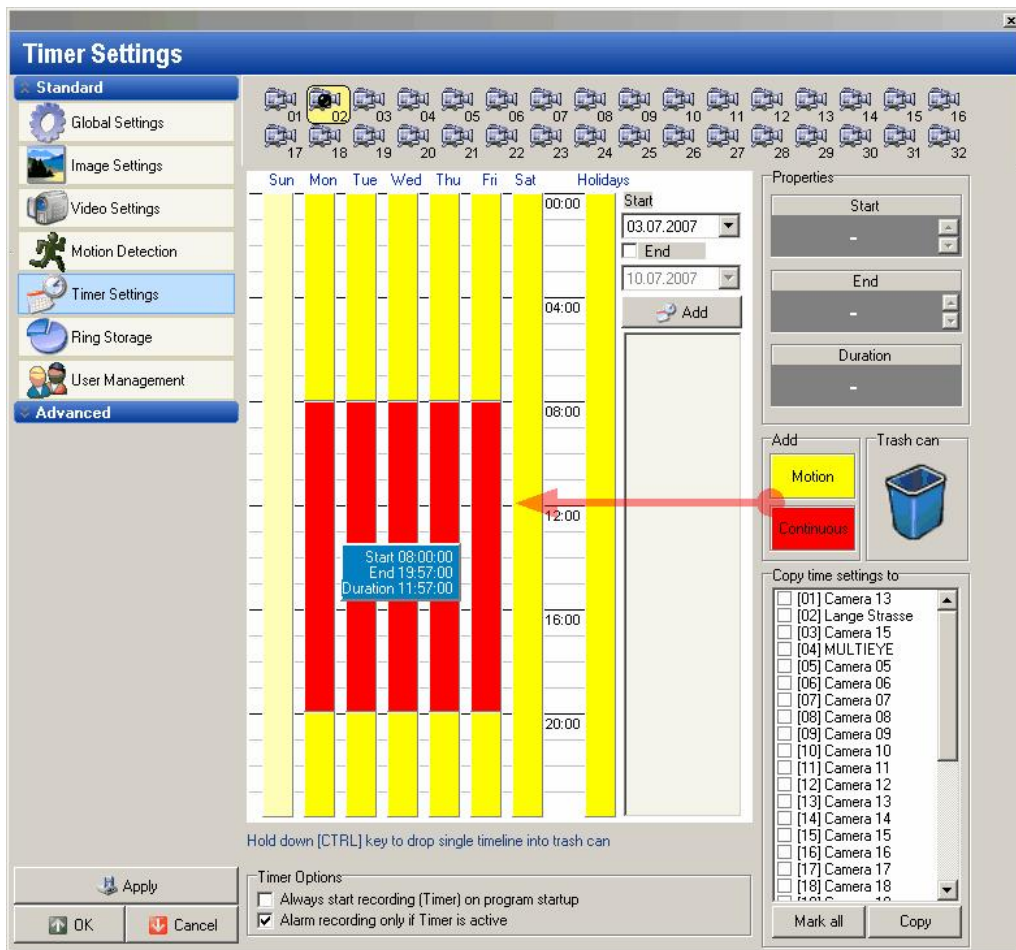 Timer Settings
Standard
Global Settings
Image Settings
Video Settings
Motion Detection
Timer Settings
Ring Storage
User Management
Advanced
Apply
OK
Cancel
01 02 03 04 05 06 07 08 09 10 11 12 13 14 15 16
17 18 19 20 21 22 23 24 25 26 27 28 29 30 31 32
Sun Mon Tue Wed Thu Fri Sat Holidays
00:00
04:00
08:00
12:00
16:00
20:00
Start 08:00:00
End 19:57:00
Duration 11:57:00
Start
03.07.2007
End
10.07.2007
Add
Hold down [CTRL] key to drop single timeline into trash can
Timer Options
Always start recording (Timer) on program startup
Alarm recording only if Timer is active
Properties
Start
-
End
-
Duration
-
Add
Motion
Continuous
Trash can
Copy time settings to
[01] Camera 13
[02] Lange Strasse
[03] Camera 15
[04] MULTIEYE
[05] Camera 05
[06] Camera 06
[07] Camera 07
[08] Camera 08
[09] Camera 09
[10] Camera 10
[11] Camera 11
[12] Camera 12
[13] Camera 13
[14] Camera 14
[15] Camera 15
[16] Camera 16
[17] Camera 17
[18] Camera 18
Mark all
Copy